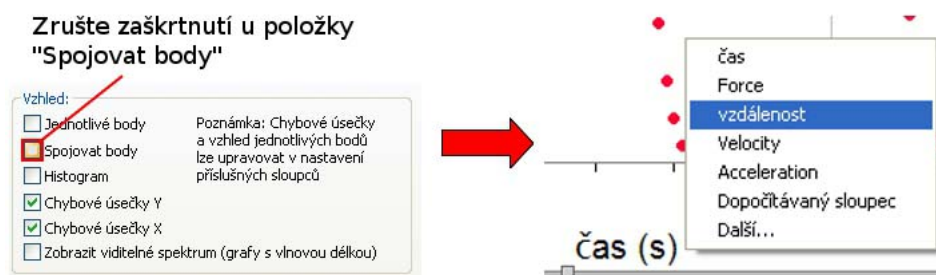 Zrušte zaškrtnutí u položky
"Spojovat body"
Vzhled:
Jednotlivé body
Spojovat body
Histogram
Chybové úsečky Y
Chybové úsečky X
Zobrazit viditelné spektrum (grafy s vlnovou délkou)
Poznámka: Chybové úsečky
a vzhled jednotlivých bodů
lze upravovat v nastavení
příslušných sloupců
čas
Force
vzdálenost
Velocity
Acceleration
Dopočítávaný sloupec
Další...
čas (s)